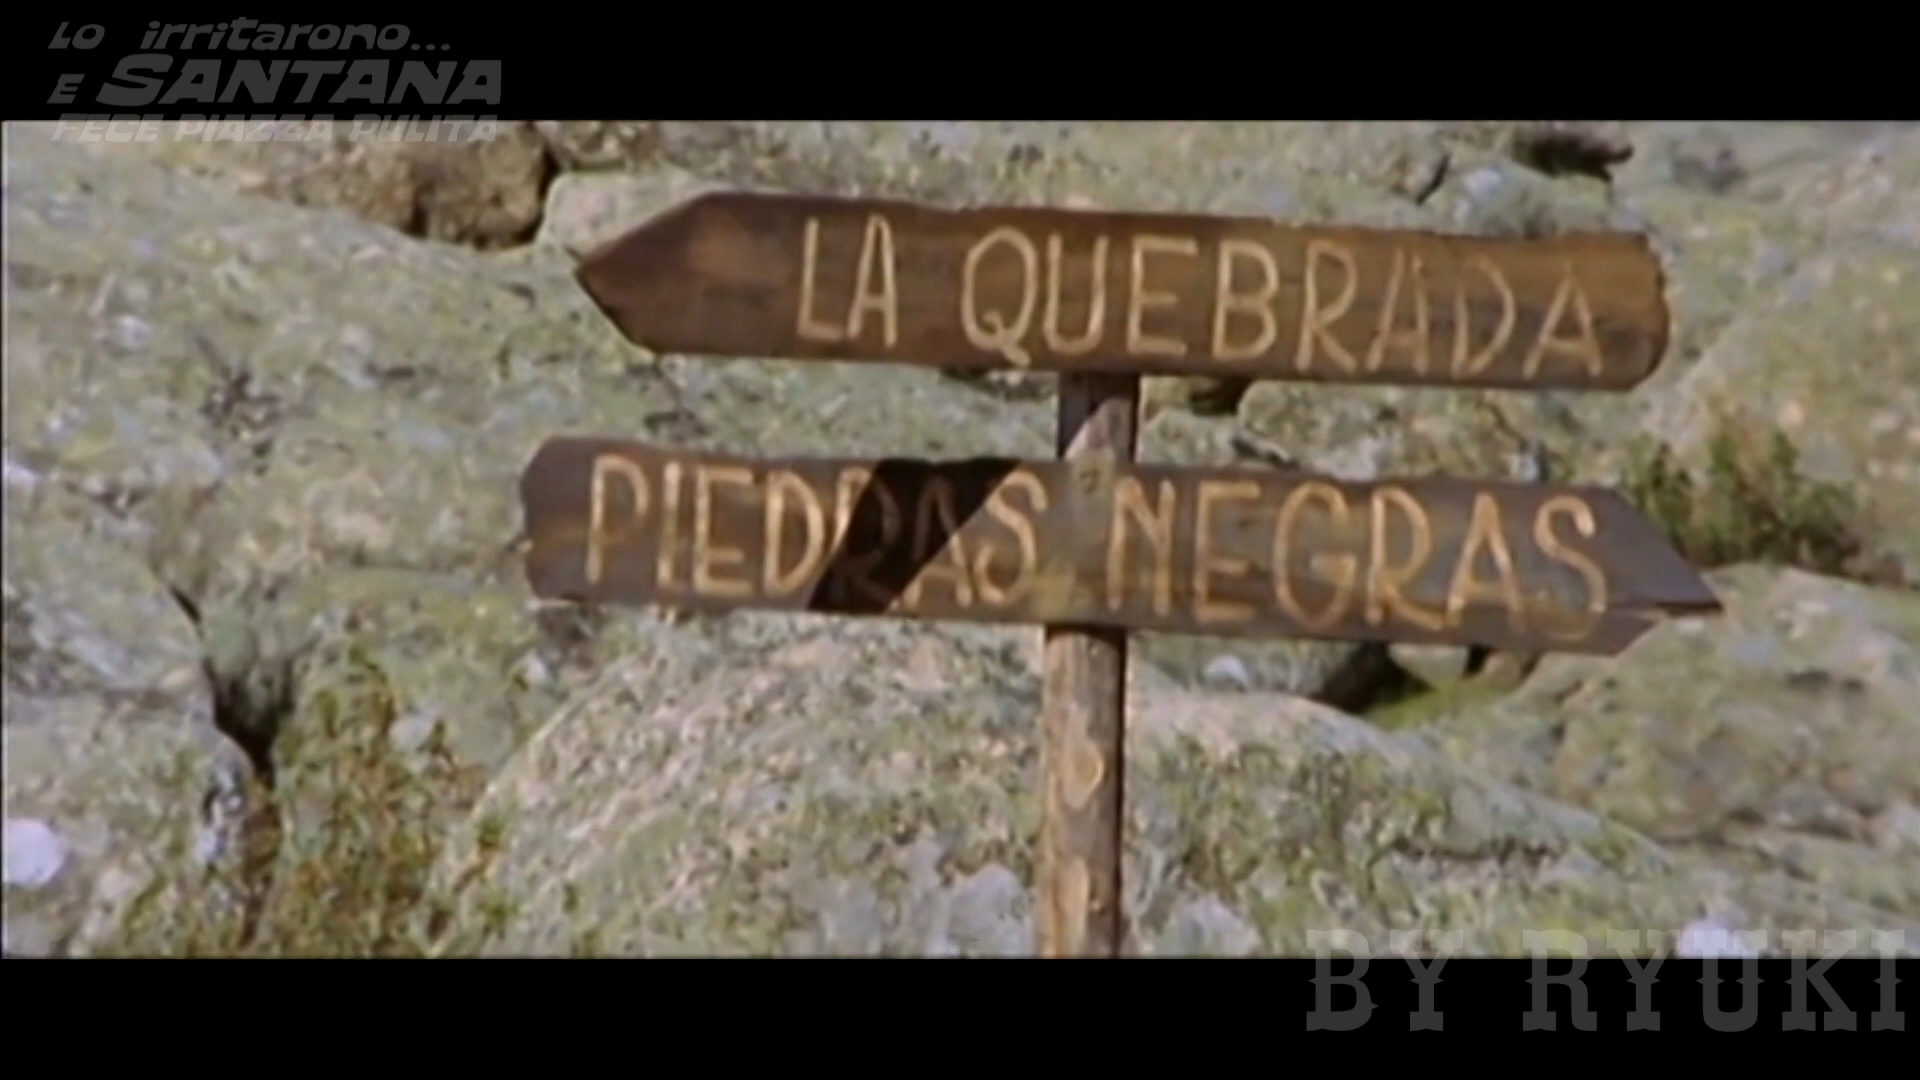 Lo irritarono...
E SANTANA
FECE PIAZZA PULITA
LA QUEBRADA
PIEDRAS NEGRAS
BY RYUKI